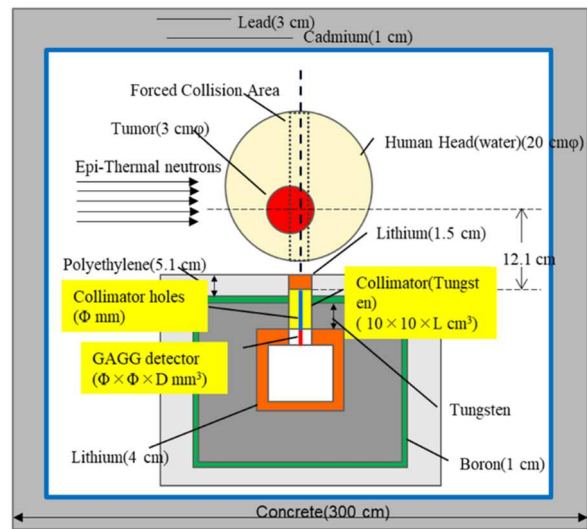 Lead(3 cm)
Cadmium(1 cm)
Forced Collision Area
Tumor(3 cmφ)
Human Head(water)(20 cmφ)
Epi-Thermal neutrons
Lithium(1.5 cm)
12.1 cm
Polyethylene(5.1 cm)
Collimator holes
(Φ mm)
Collimator(Tungst
en)
( 10×10×L cm³)
GAGG detector
(Φ×Φ×D mm³)
Tungsten
Lithium(4 cm)
Boron(1 cm)
Concrete(300 cm)